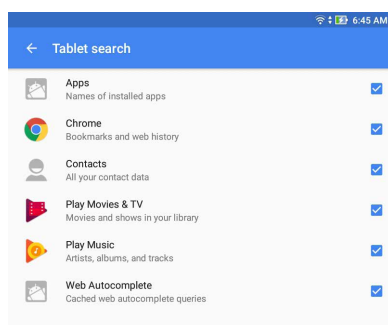 6:45 AM
Tablet search
Apps
Names of installed apps
Chrome
Bookmarks and web history
Contacts
All your contact data
Play Movies & TV
Movies and shows in your library
Play Music
Artists, albums, and tracks
Web Autocomplete
Cached web autocomplete queries